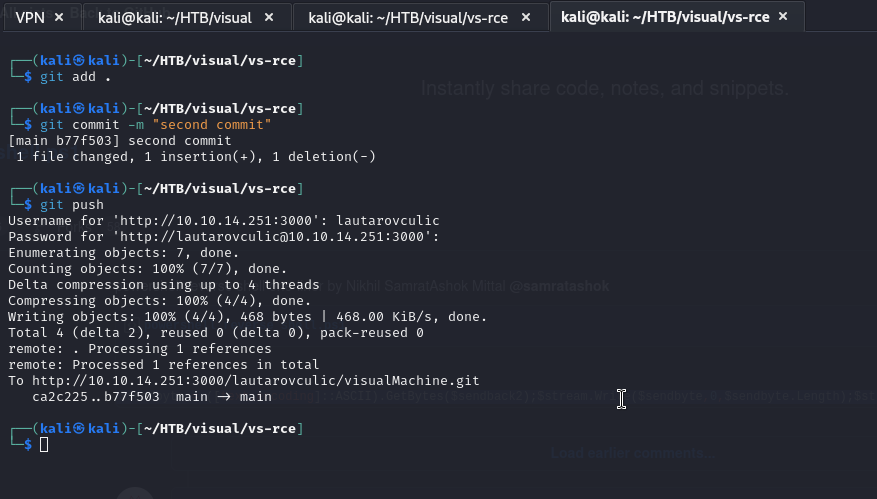 VPN ✕ kali@kali: ~/HTB/visual ✕ kali@kali: ~/HTB/visual/vs-rce ✕ kali@kali: ~/HTB/visual/vs-rce ✕
┌──(kali㉿kali)-[~/HTB/visual/vs-rce]
└─$ git add .
Instantly share code, notes, and snippets.
┌──(kali㉿kali)-[~/HTB/visual/vs-rce]
└─$ git commit -m "second commit"
[main b77f503] second commit
1 file changed, 1 insertion(+), 1 deletion(-)
┌──(kali㉿kali)-[~/HTB/visual/vs-rce]
└─$ git push
Username for 'http://10.10.14.251:3000': lautarovculic
Password for 'http://lautarovculic@10.10.14.251:3000':
Enumerating objects: 7, done.
Counting objects: 100% (7/7), done.
Delta compression using up to 4 threads
by Nikhil SamratAshok Mittal @samratashok
Compressing objects: 100% (4/4), done.
Writing objects: 100% (4/4), 468 bytes | 468.00 KiB/s, done.
Total 4 (delta 2), reused 0 (delta 0), pack-reused 0
remote: . Processing 1 references
remote: Processed 1 references in total
To http://10.10.14.251:3000/lautarovculic/visualMachine.git
ca2c225..b77f503 main → main
┌──(kali㉿kali)-[~/HTB/visual/vs-rce]
└─$
Load earlier comments...